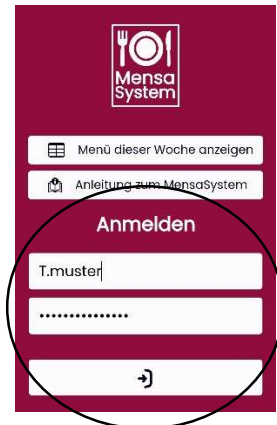 Mensa
System
Menü dieser Woche anzeigen
Anleitung zum MensaSystem
Anmelden
T.muster
•••••••••••••••